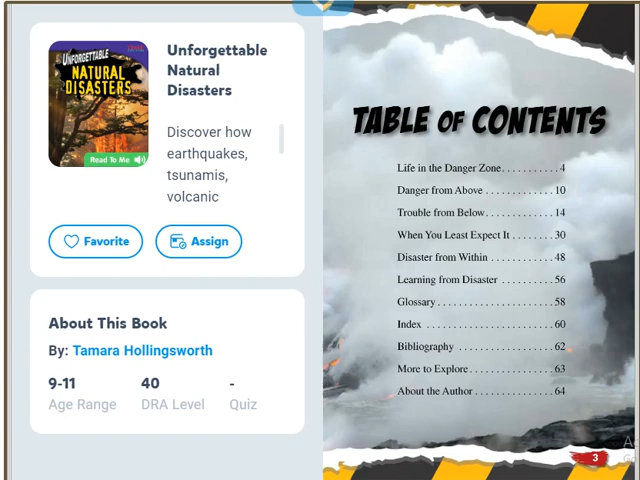 UNFORGETTABLE
NATURAL
DISASTERS
Read To Me
Unforgettable
Natural
Disasters
Discover how
earthquakes,
tsunamis,
volcanic
Favorite
Assign
About This Book
By: Tamara Hollingsworth
9-11 40 -
Age Range DRA Level Quiz
TABLE OF CONTENTS
Life in the Danger Zone . . . . . . . . . . 4
Danger from Above . . . . . . . . . . . . 10
Trouble from Below . . . . . . . . . . . . 14
When You Least Expect It . . . . . . . . 30
Disaster from Within . . . . . . . . . . . 48
Learning from Disaster . . . . . . . . . . 56
Glossary . . . . . . . . . . . . . . . . . . 58
Index . . . . . . . . . . . . . . . . . . . . 60
Bibliography . . . . . . . . . . . . . . . . 62
More to Explore . . . . . . . . . . . . . . 63
About the Author . . . . . . . . . . . . . 64
3